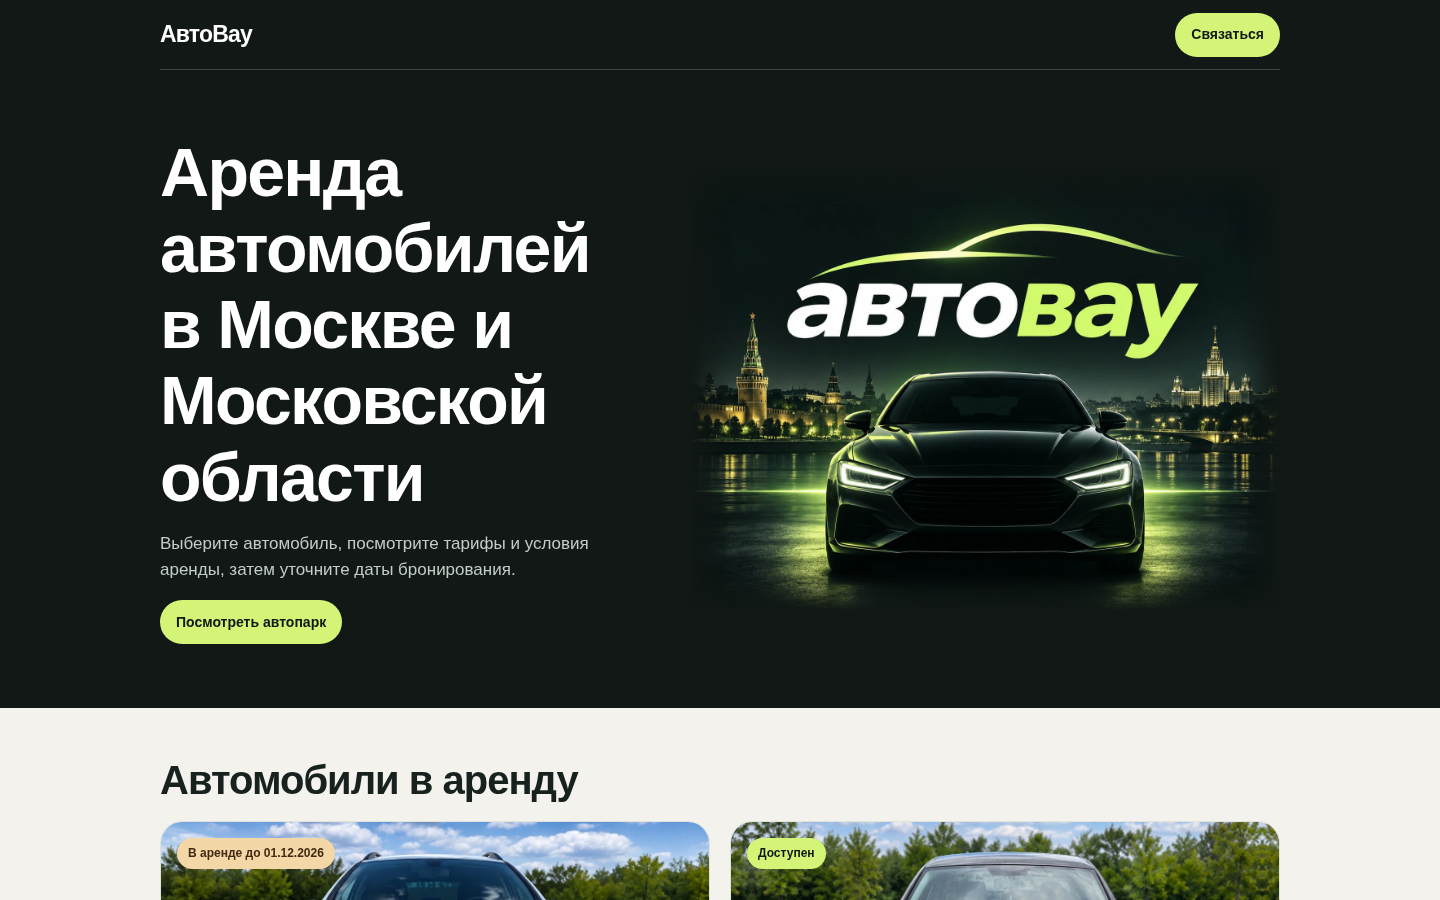 АвтоВау
Связаться
Аренда
автомобилей
в Москве и
Московской
области
автовау
Выберите автомобиль, посмотрите тарифы и условия
аренды, затем уточните даты бронирования.
Посмотреть автопарк
Автомобили в аренду
В аренде до 01.12.2026
Доступен